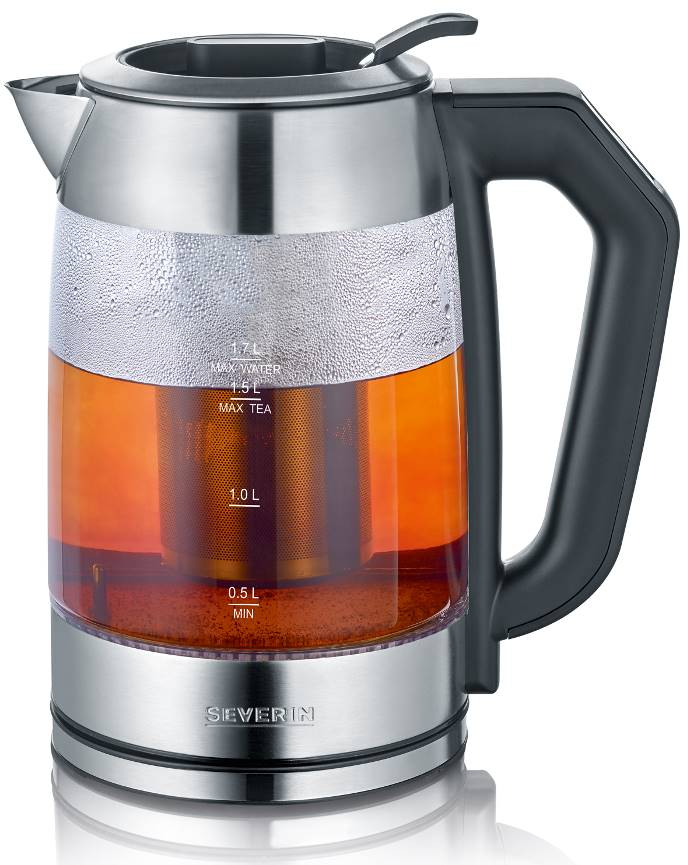 1.7 L
MAX WATER
1.5 L
MAX TEA
1.0 L
0.5 L
MIN
SEVERIN